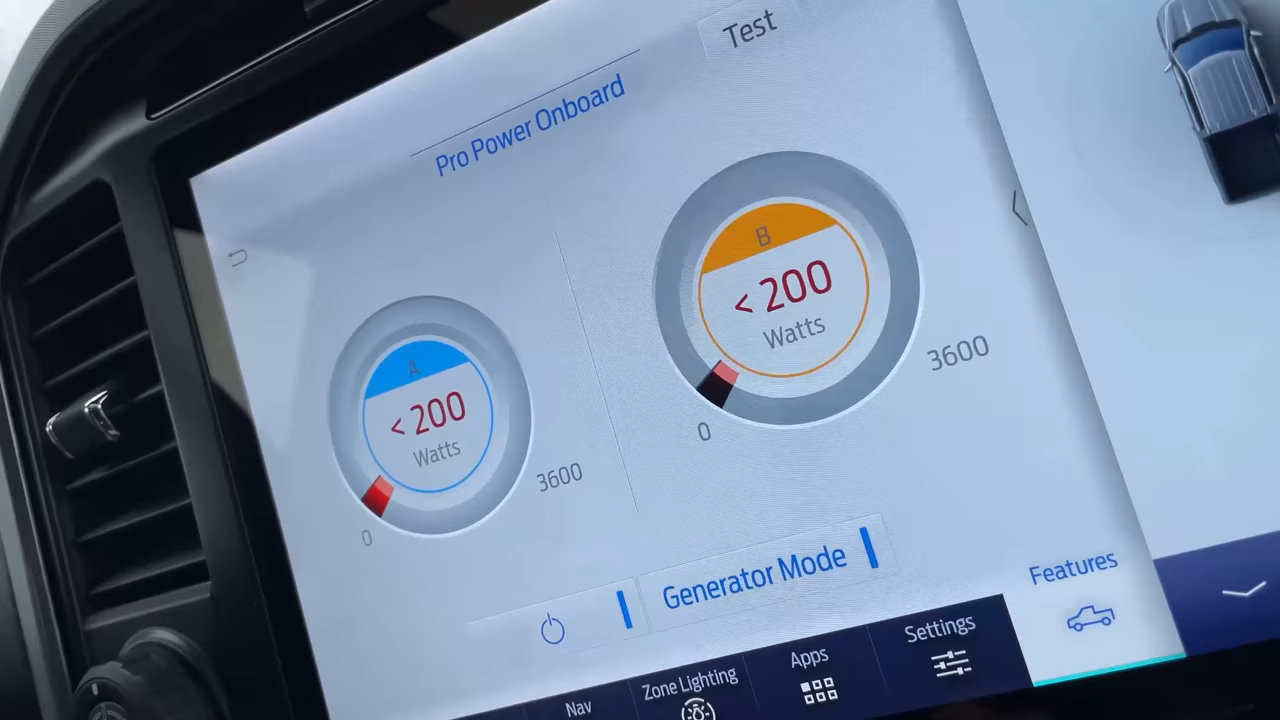 Test
Pro Power Onboard
A
< 200
Watts
0
3600
B
< 200
Watts
0
3600
Generator Mode
Nav
Zone Lighting
Apps
Settings
Features